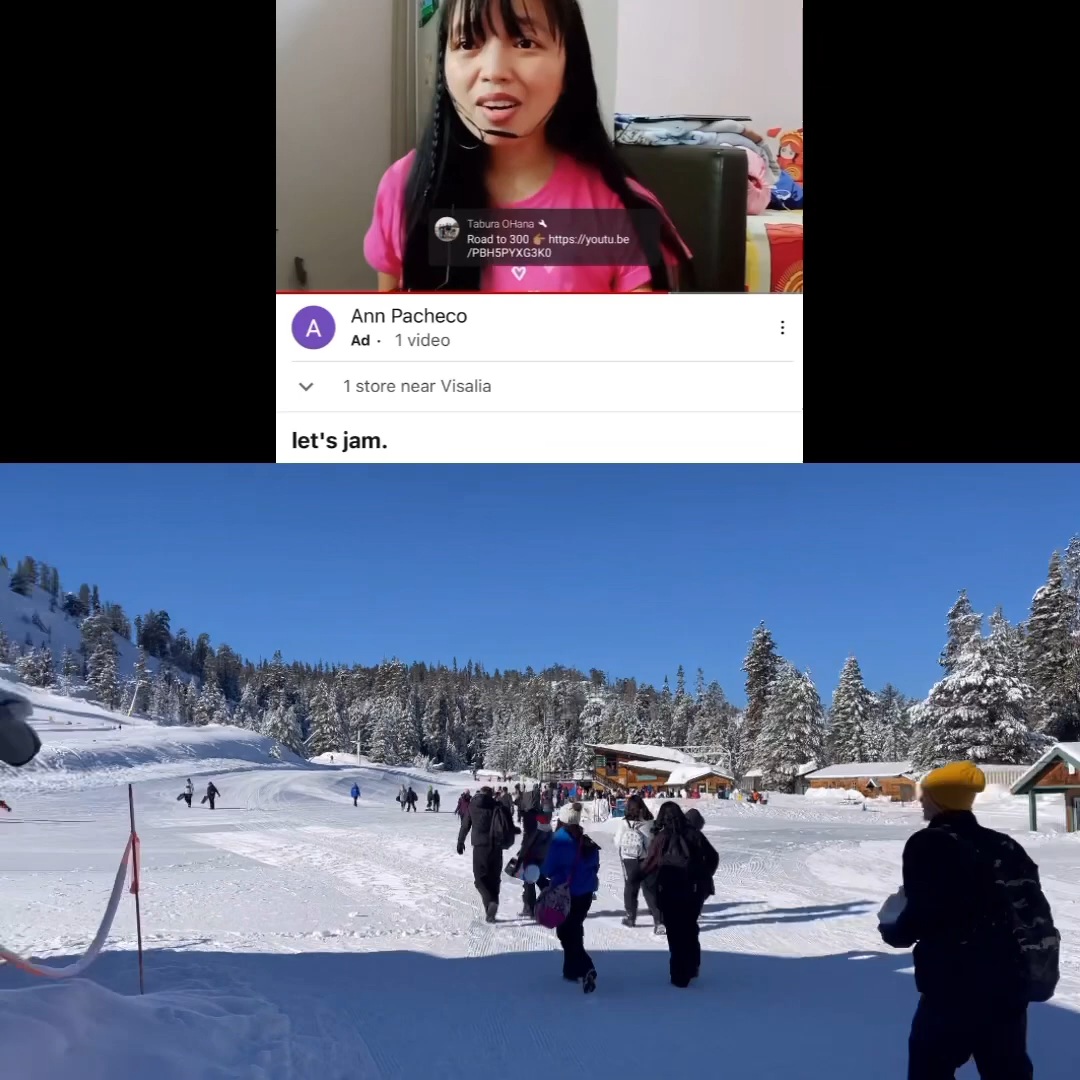 Tabura OHana
Road to 300 👉 https://youtu.be
/PBH5PYXG3K0
A
Ann Pacheco
Ad · 1 video
1 store near Visalia
let's jam.